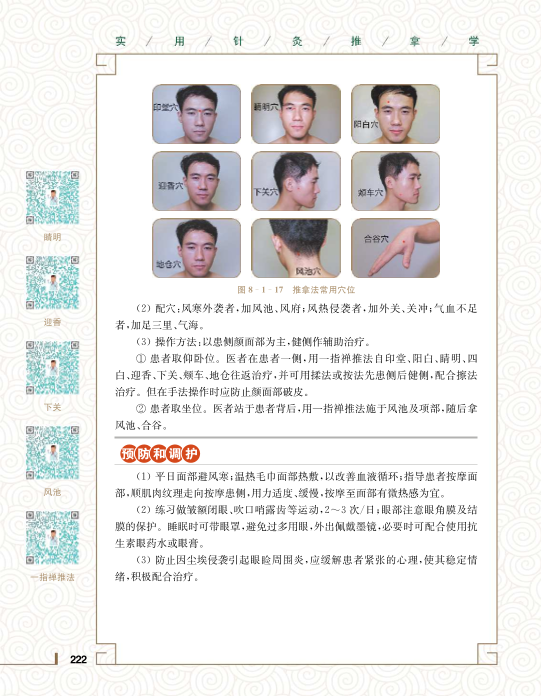 实 / 用 / 针 / 灸 / 推 / 拿 / 学
印堂穴
睛明穴
阳白穴
迎香穴
下关穴
颊车穴
地仓穴
风池穴
合谷穴
图8-1-17 推拿法常用穴位
(2) 配穴:风寒外袭者,加风池、风府;风热侵袭者,加外关、关冲;气血不足
者,加足三里、气海。
(3) 操作方法:以患侧颜面部为主,健侧作辅助治疗。
① 患者取仰卧位。医者在患者一侧,用一指禅推法自印堂、阳白、睛明、四
白、迎香、下关、颊车、地仓往返治疗,并可用揉法或按法先患侧后健侧,配合擦法
治疗。但在手法操作时应防止颜面部破皮。
② 患者取坐位。医者站于患者背后,用一指禅推法施于风池及项部,随后拿
风池、合谷。
预防和调护
(1) 平日面部避风寒;温热毛巾面部热敷,以改善血液循环;指导患者按摩面
部,顺肌肉纹理走向按摩患侧,用力适度、缓慢,按摩至面部有微热感为宜。
(2) 练习做皱额闭眼、吹口哨露齿等运动,2~3次/日;眼部注意眼角膜及结
膜的保护。睡眠时可带眼罩,避免过多用眼,外出佩戴墨镜,必要时可配合使用抗
生素眼药水或眼膏。
(3) 防止因尘埃侵袭引起眼睑周围炎,应缓解患者紧张的心理,使其稳定情
绪,积极配合治疗。
睛明
迎香
下关
风池
一指禅推法
222